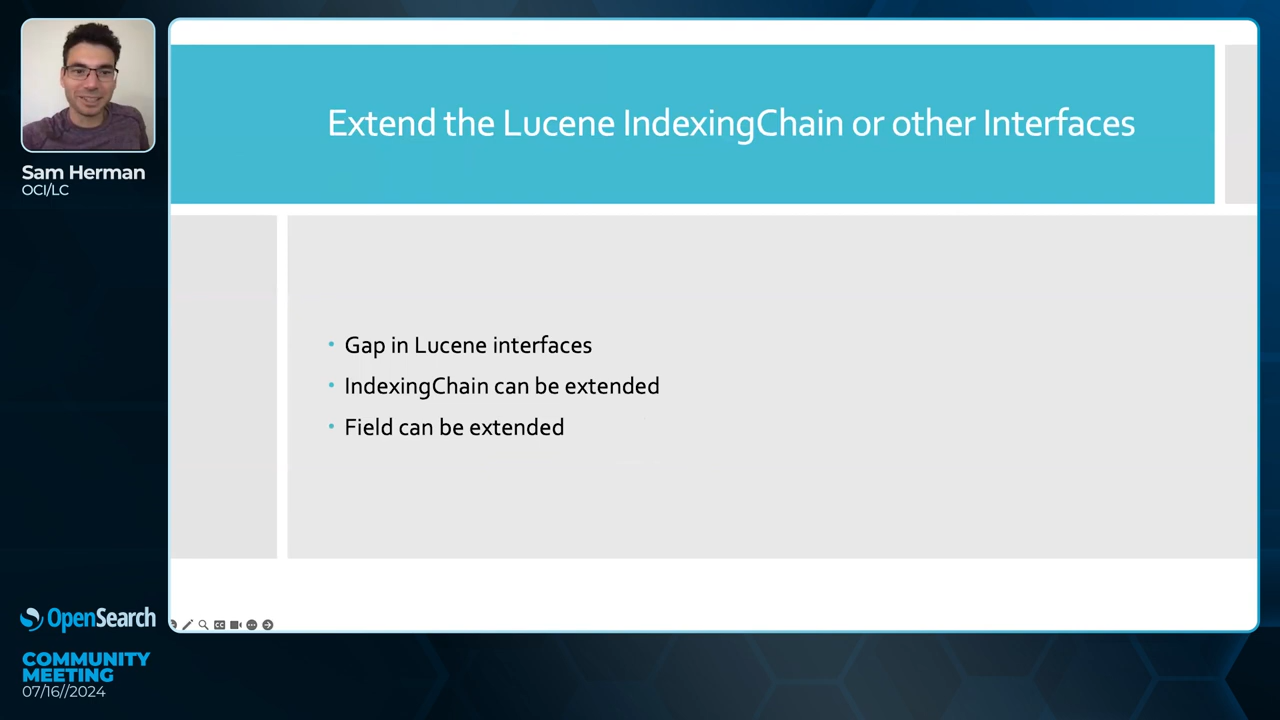 Sam Herman
OCI/LC
Extend the Lucene IndexingChain or other Interfaces
• Gap in Lucene interfaces
• IndexingChain can be extended
• Field can be extended
CC
OpenSearch
COMMUNITY
MEETING
07/16//2024